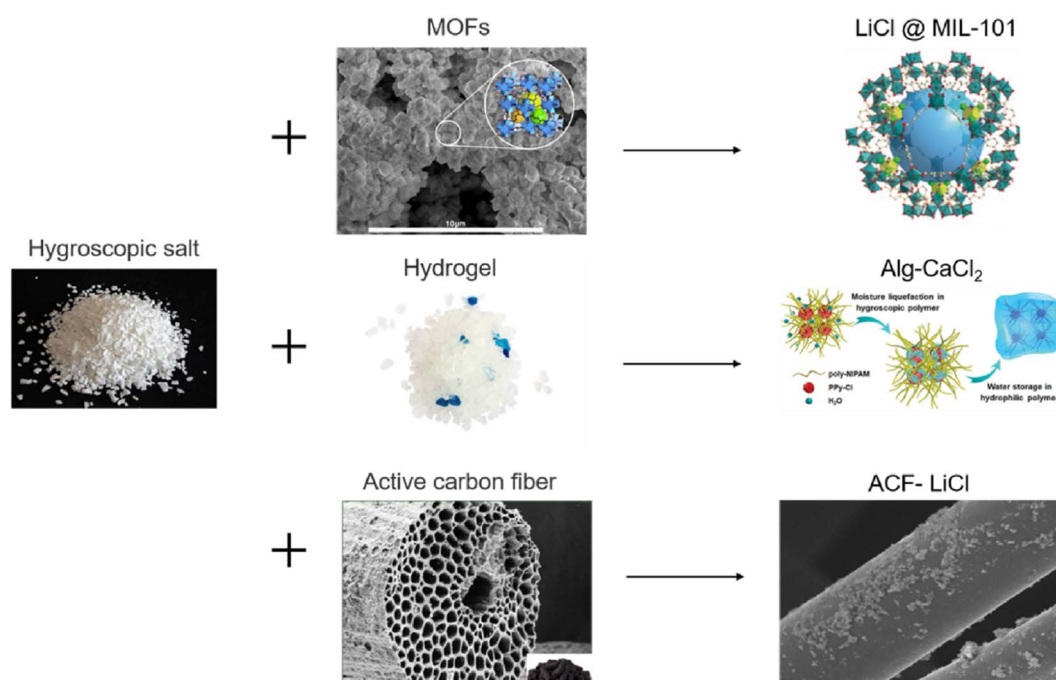 MOFs
LiCl @ MIL-101
10µm
Hygroscopic salt
Hydrogel
Alg-CaCl₂
Moisture liquefaction in
hygroscopic polymer
poly-NIPAM
PPy-Cl
H₂O
Water storage in
hydrophilic polyme
Active carbon fiber
ACF- LiCl